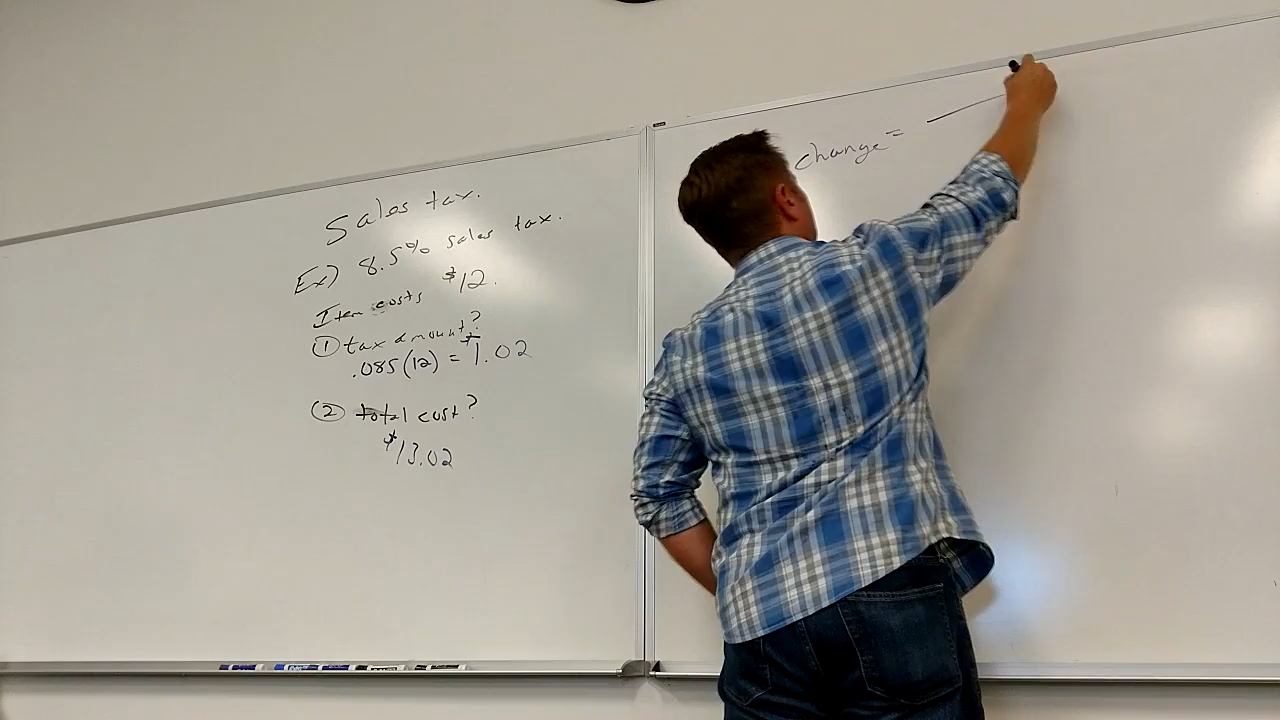 Sales tax.
Ex) 8.5% sales tax.
Item costs $12.
① tax amount?
.085(12) = 1.02
② total cost?
$13.02
change =